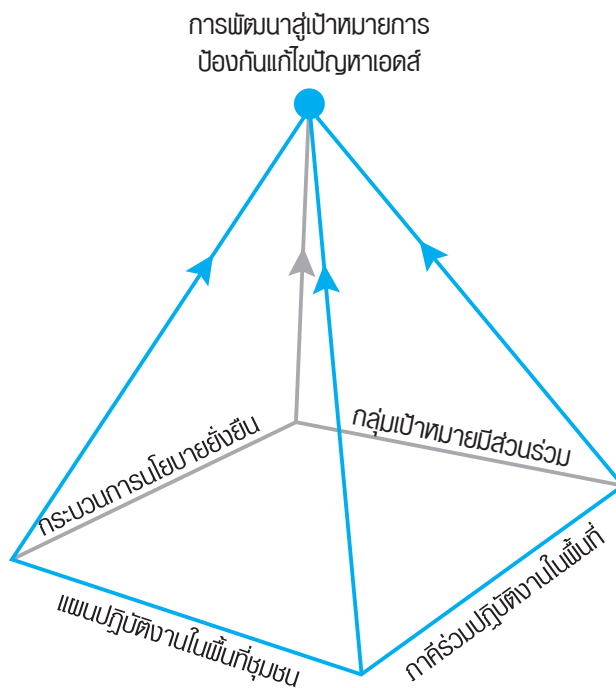 การพัฒนาสู่เป้าหมายการ
ป้องกันแก้ไขปัญหาเอดส์
กระบวนการนโยบายยั่งยืน
กลุ่มเป้าหมายมีส่วนร่วม
แผนปฏิบัติงานในพื้นที่ชุมชน
ภาคีร่วมปฏิบัติงานในพื้นที่